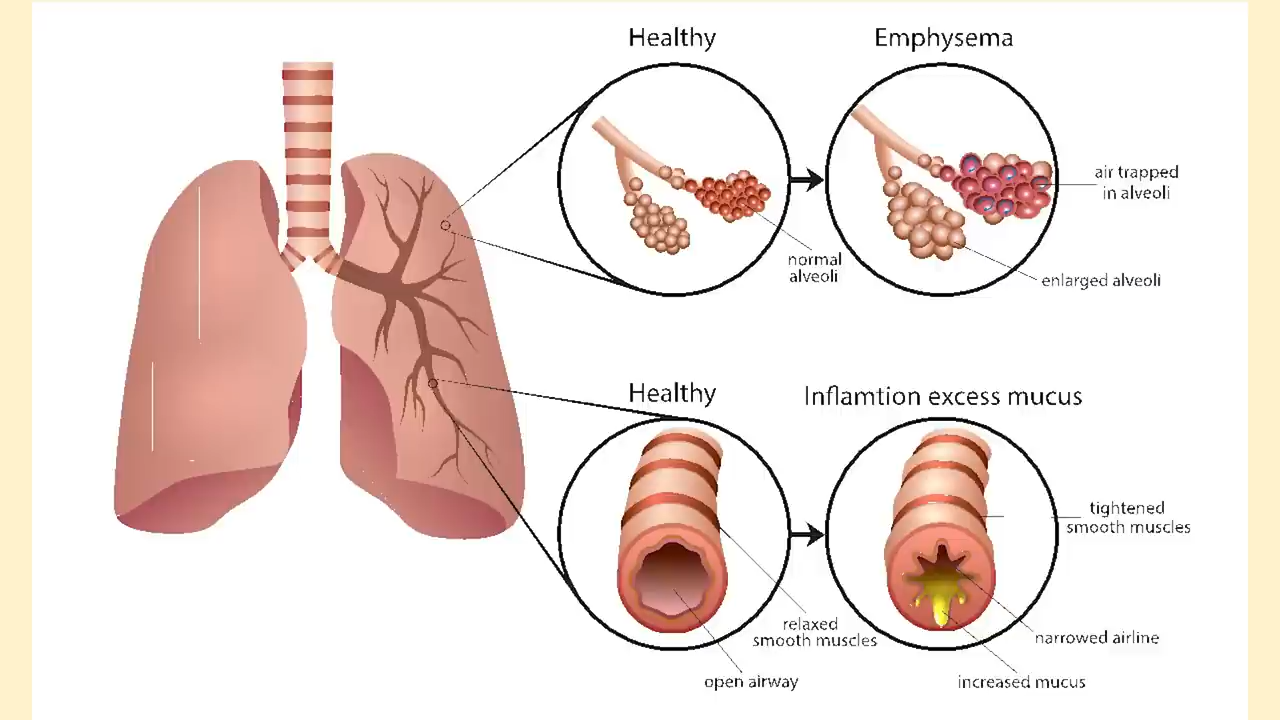 Healthy
Emphysema
air trapped
in alveoli
normal
alveoli
enlarged alveoli
Healthy
Inflamtion excess mucus
tightened
smooth muscles
relaxed
smooth muscles
narrowed airline
open airway
increased mucus